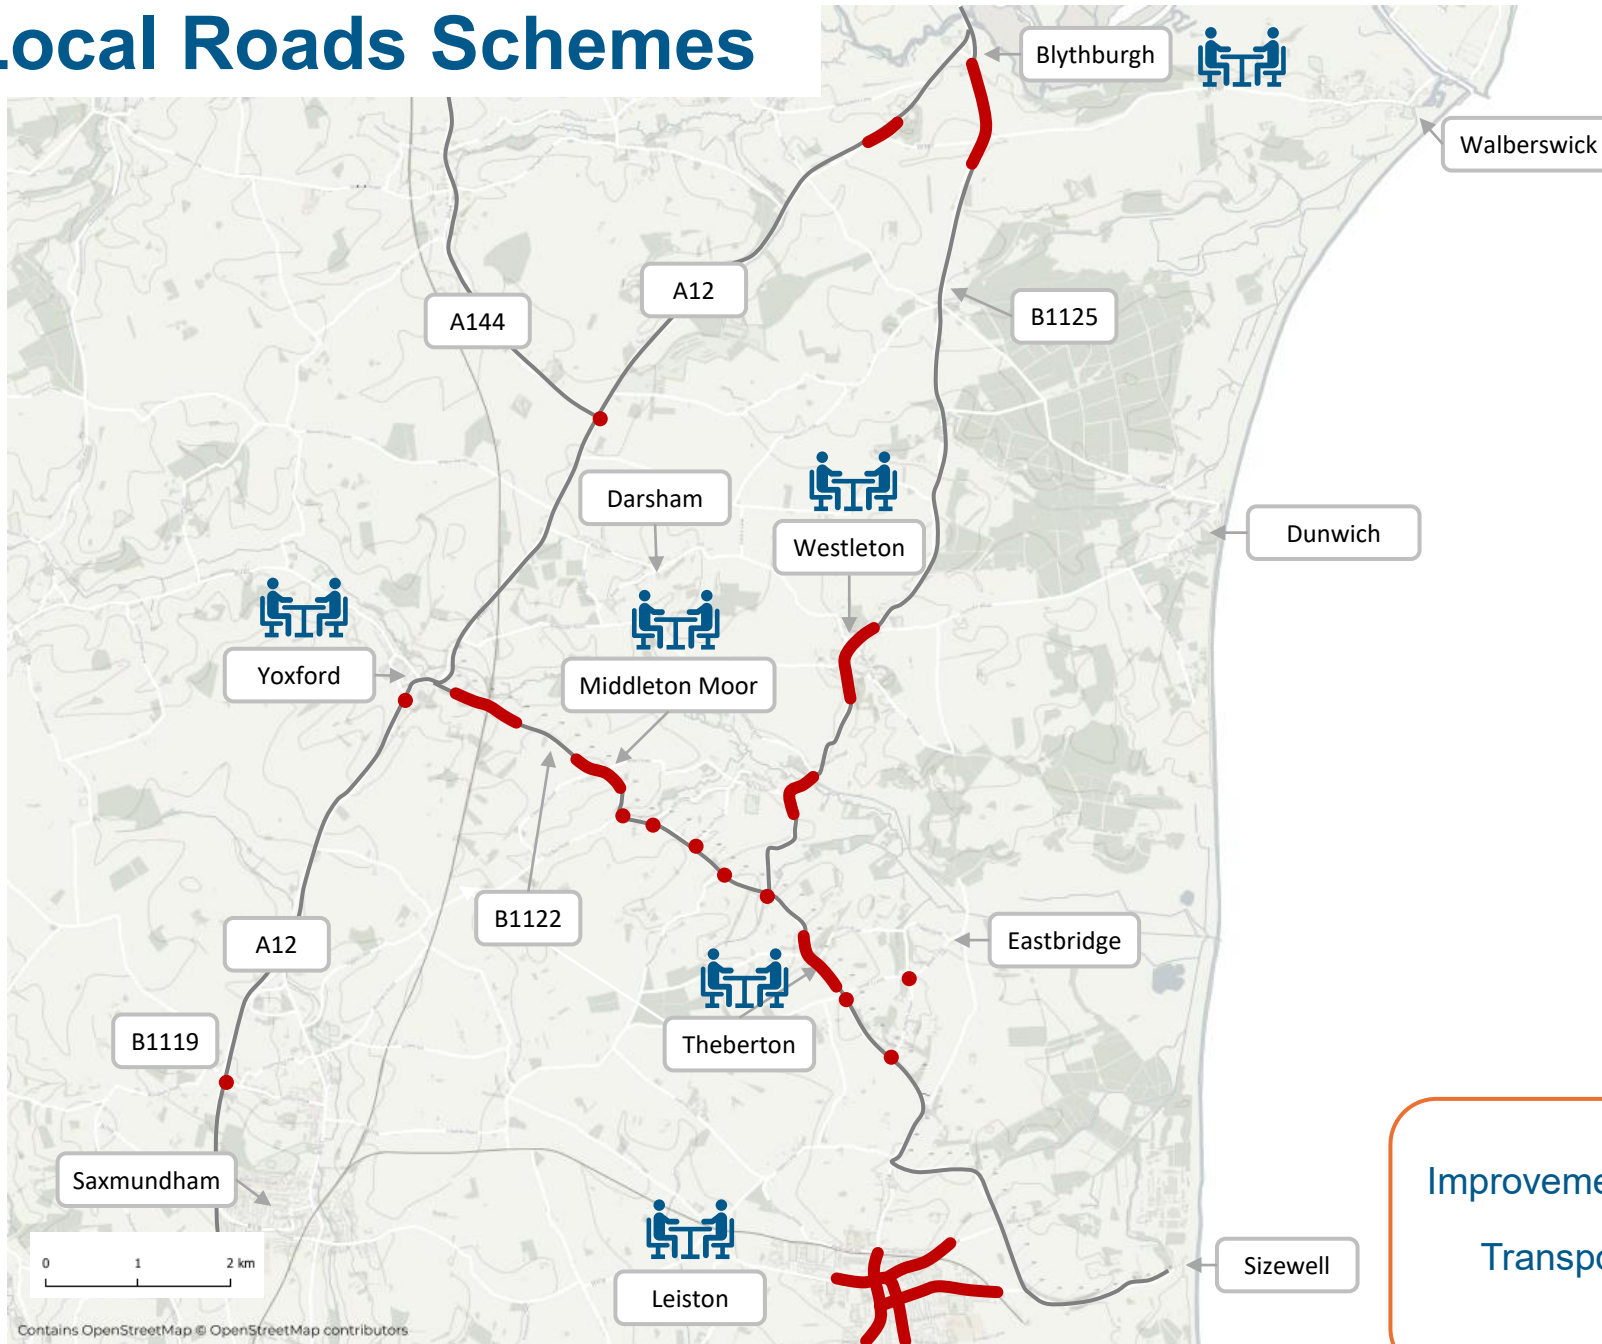 Local Roads Schemes
Blythburgh
Walberswick
A12
A144
B1125
Darsham
Westleton
Dunwich
Yoxford
Middleton Moor
B1122
A12
Eastbridge
B1119
Theberton
Saxmundham
Improveme
Transpo
0 1 2 km
Sizewell
Leiston
Contains OpenStreetMap © OpenStreetMap contributors